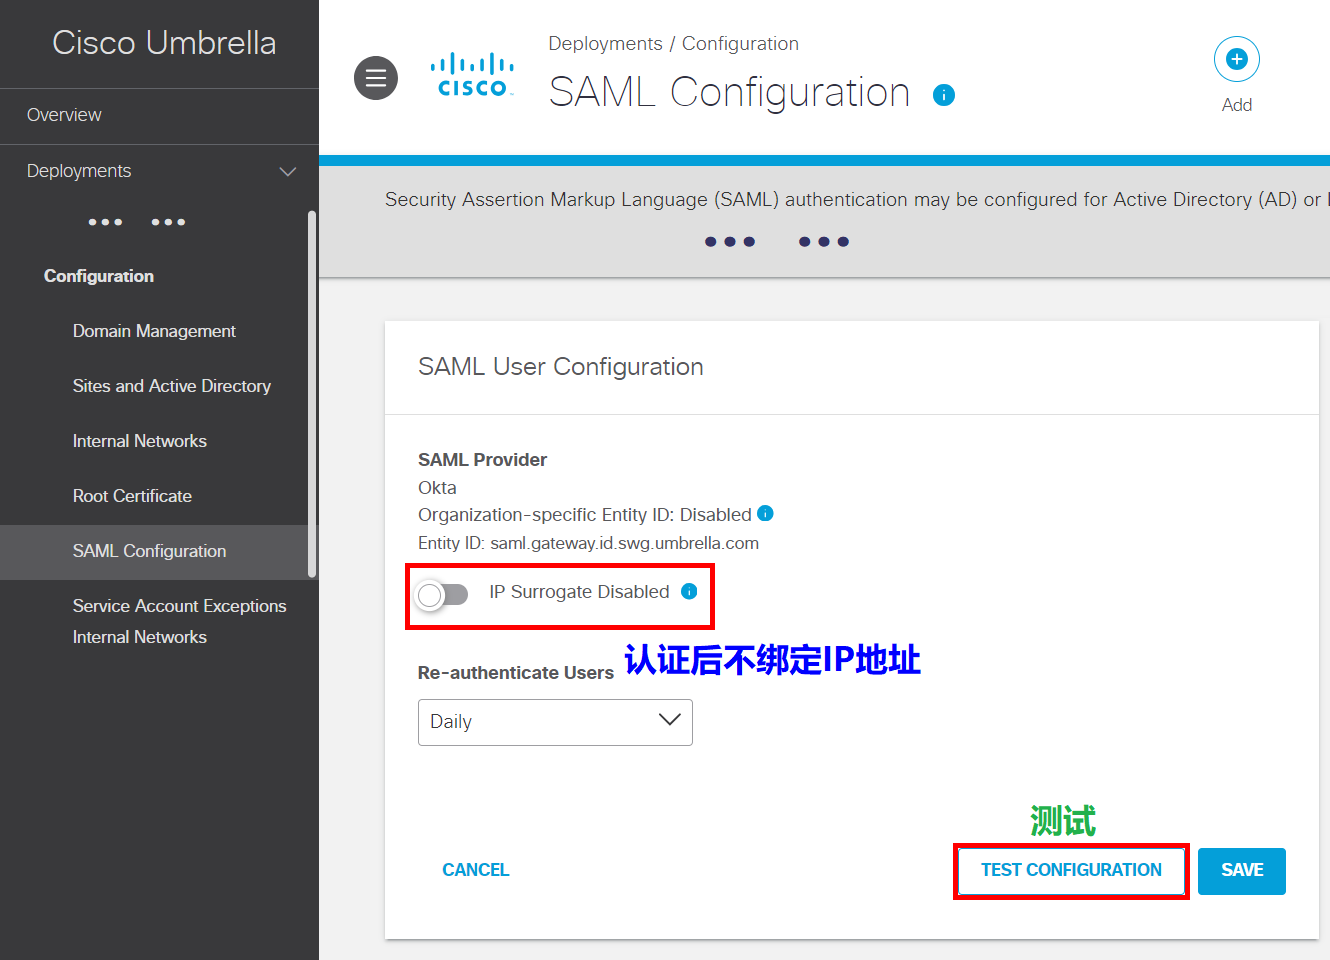 Cisco Umbrella
Overview
Deployments
••• •••
Configuration
Domain Management
Sites and Active Directory
Internal Networks
Root Certificate
SAML Configuration
Service Account Exceptions
Internal Networks
CISCO
Deployments / Configuration
SAML Configuration
Add
Security Assertion Markup Language (SAML) authentication may be configured for Active Directory (AD) or
••• •••
SAML User Configuration
SAML Provider
Okta
Organization-specific Entity ID: Disabled
Entity ID: saml.gateway.id.swg.umbrella.com
IP Surrogate Disabled
认证后不绑定IP地址
Re-authenticate Users
Daily
测试
CANCEL
TEST CONFIGURATION
SAVE